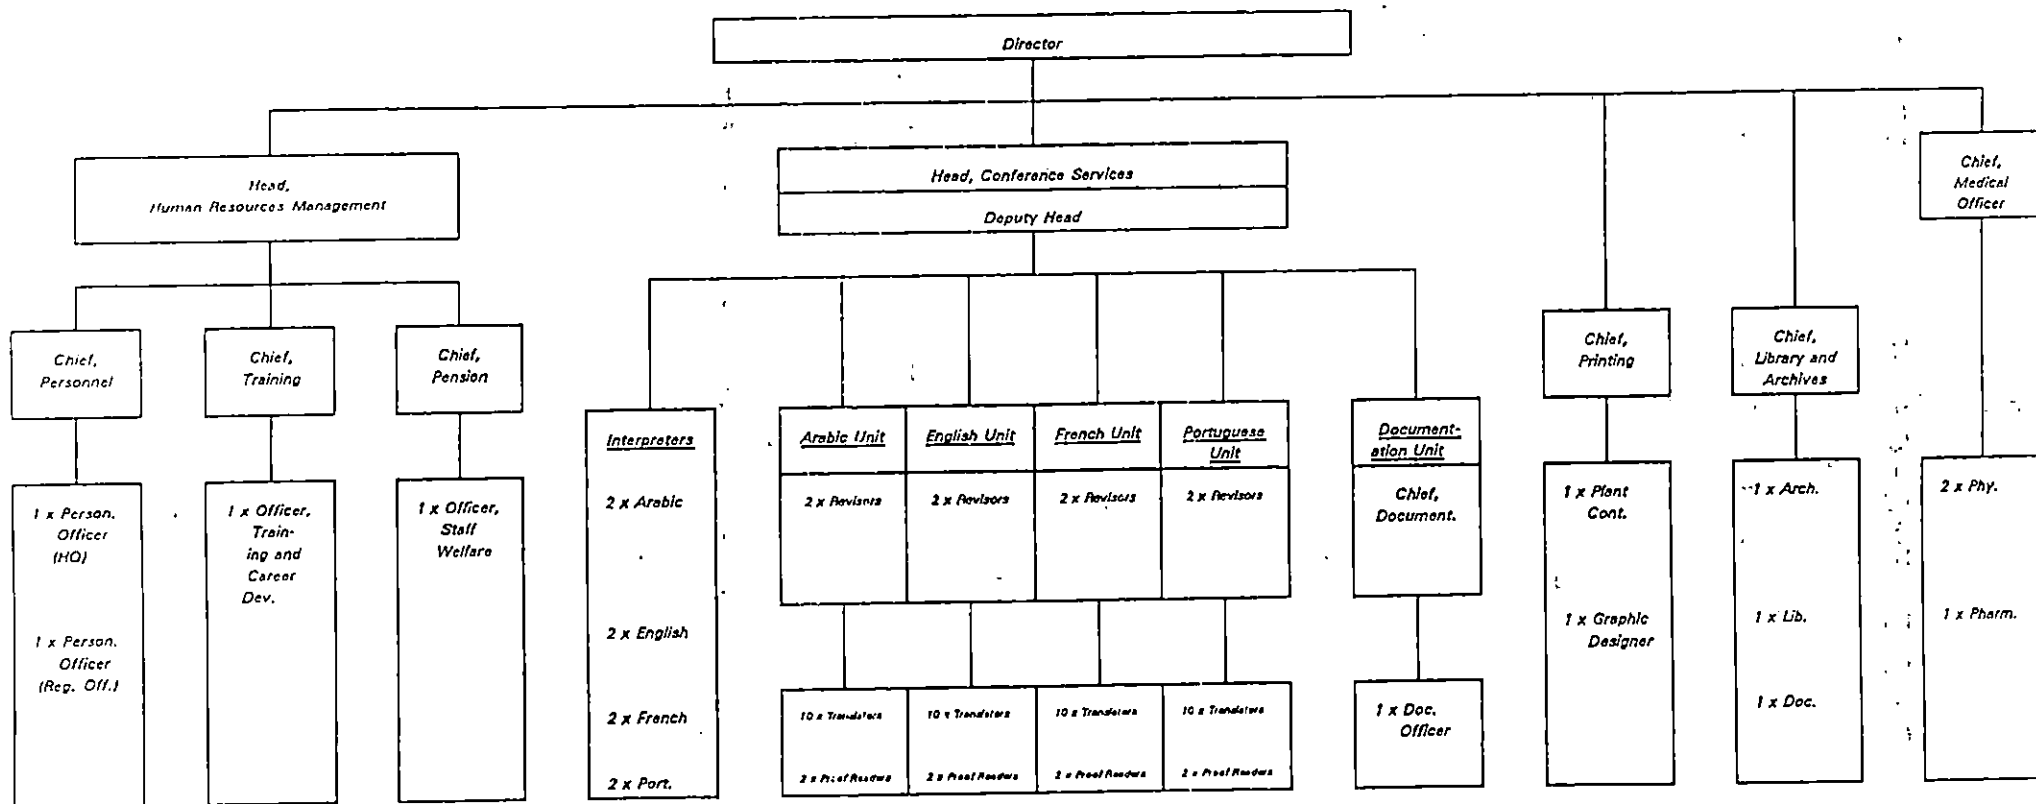 Director
Head,
Human Resources Management
Head, Conference Services
Deputy Head
Chief,
Medical
Officer
Chief,
Personnel
Chief,
Training
Chief,
Pension
Chief,
Printing
Chief,
Library and
Archives
1 x Person.
Officer
(HQ)
1 x Person.
Officer
(Reg. Off.)
1 x Officer,
Train-
ing and
Career
Dev.
1 x Officer,
Staff
Welfare
Interpreters
2 x Arabic
2 x English
2 x French
2 x Port.
Arabic Unit
2 x Revisors
10 x Translators
2 x Proof Readers
English Unit
2 x Revisors
10 x Translators
2 x Proof Readers
French Unit
2 x Revisors
10 x Translators
2 x Proof Readers
Portuguese
Unit
2 x Revisors
10 x Translators
2 x Proof Readers
Document-
ation Unit
Chief,
Document.
1 x Doc.
Officer
1 x Plant
Cont.
1 x Graphic
Designer
1 x Arch.
1 x Lib.
1 x Doc.
2 x Phy.
1 x Pharm.